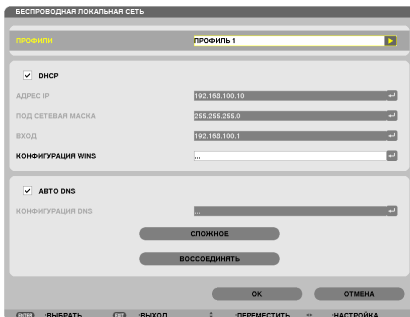 БЕСПРОВОДНАЯ ЛОКАЛЬНАЯ СЕТЬ
ПРОФИЛИ ПРОФИЛЬ 1
DHCP
АДРЕС IP 192.168.100.10
ПОД СЕТЕВАЯ МАСКА 255.255.255.0
ВХОД 192.168.100.1
КОНФИГУРАЦИЯ WINS ...
АВТО DNS
КОНФИГУРАЦИЯ DNS ...
СЛОЖНОЕ
ВОССОЕДИНЯТЬ
OK ОТМЕНА
ENTER :ВЫБРАТЬ EXIT :ВЫХОД :ПЕРЕМЕСТИТЬ :НАСТРОЙКА